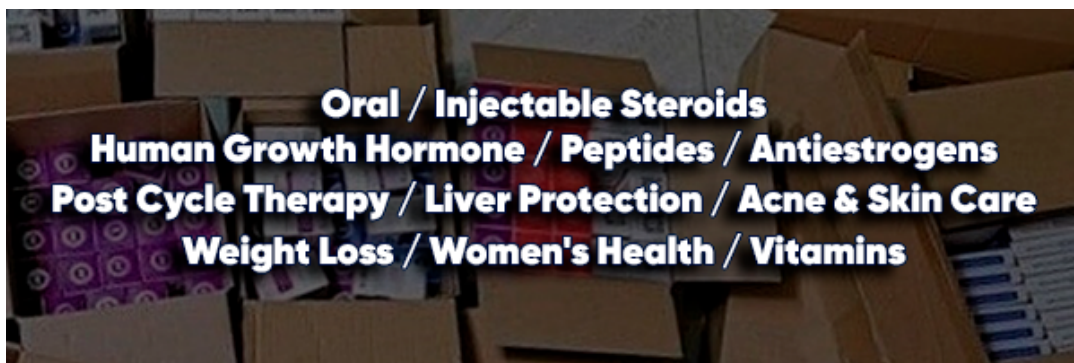 Oral / Injectable Steroids
Human Growth Hormone / Peptides / Antiestrogens
Post Cycle Therapy / Liver Protection / Acne & Skin Care
Weight Loss / Women's Health / Vitamins